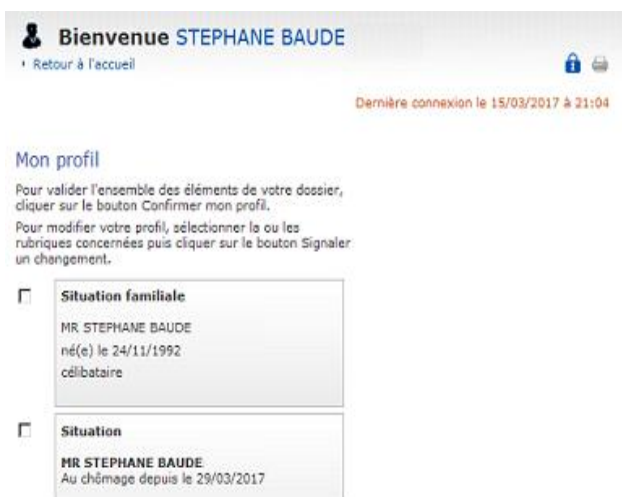 Bienvenue STEPHANE BAUDE
Retour à l'accueil
Dernière connexion le 15/03/2017 à 21:04
Mon profil
Pour valider l'ensemble des éléments de votre dossier,
cliquer sur le bouton Confirmer mon profil.
Pour modifier votre profil, sélectionner la ou les
rubriques concernées puis cliquer sur le bouton Signaler
un changement.
Situation familiale
MR STEPHANE BAUDE
né(e) le 24/11/1992
célibataire
Situation
MR STEPHANE BAUDE
Au chômage depuis le 29/03/2017